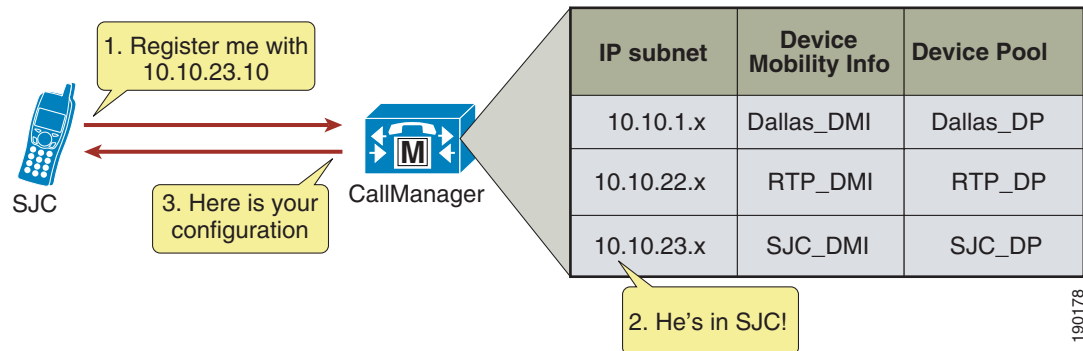 1. Register me with
10.10.23.10
SJC
3. Here is your
configuration
M
CallManager
IP subnet
Device
Mobility Info
Device Pool
10.10.1.x
Dallas_DMI
Dallas_DP
10.10.22.x
RTP_DMI
RTP_DP
10.10.23.x
SJC_DMI
SJC_DP
2. He's in SJC!
190178